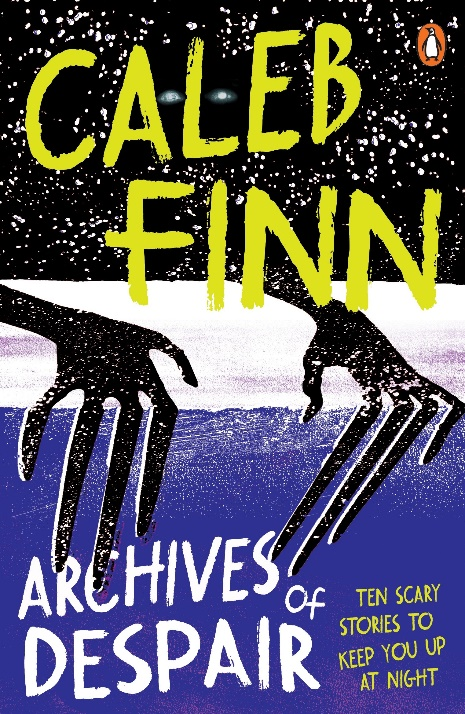 CALEB
FINN
ARCHIVES
OF
DESPAIR
TEN SCARY
STORIES TO
KEEP YOU UP
AT NIGHT